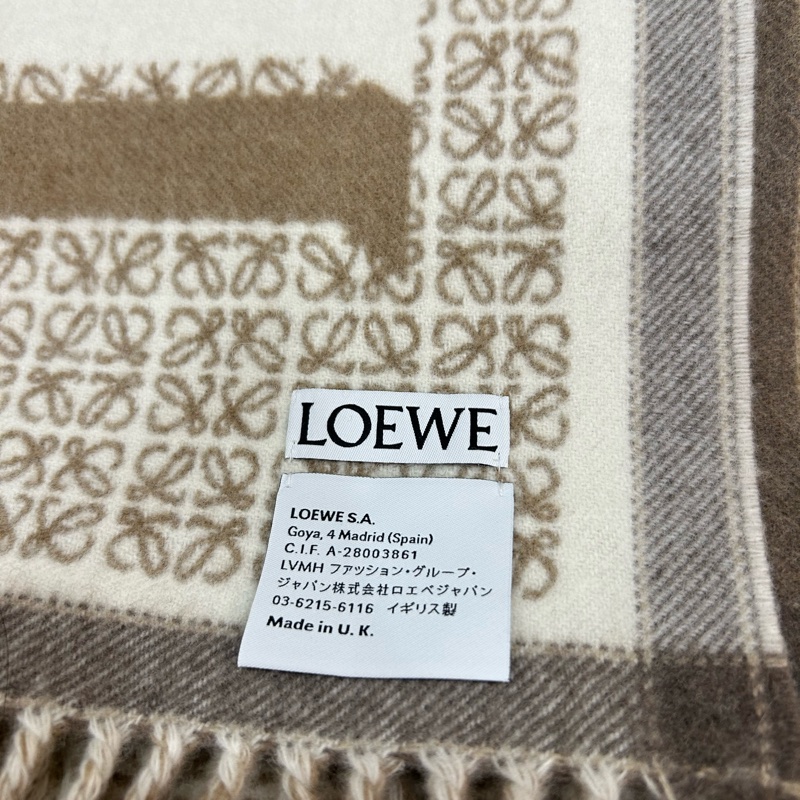 LOEWE
LOEWE S.A.
Goya, 4 Madrid (Spain)
C.I.F. A-28003861
LVMH ファッション・グループ・
ジャパン株式会社ロエベジャパン
03-6215-6116 イギリス製
Made in U. K.